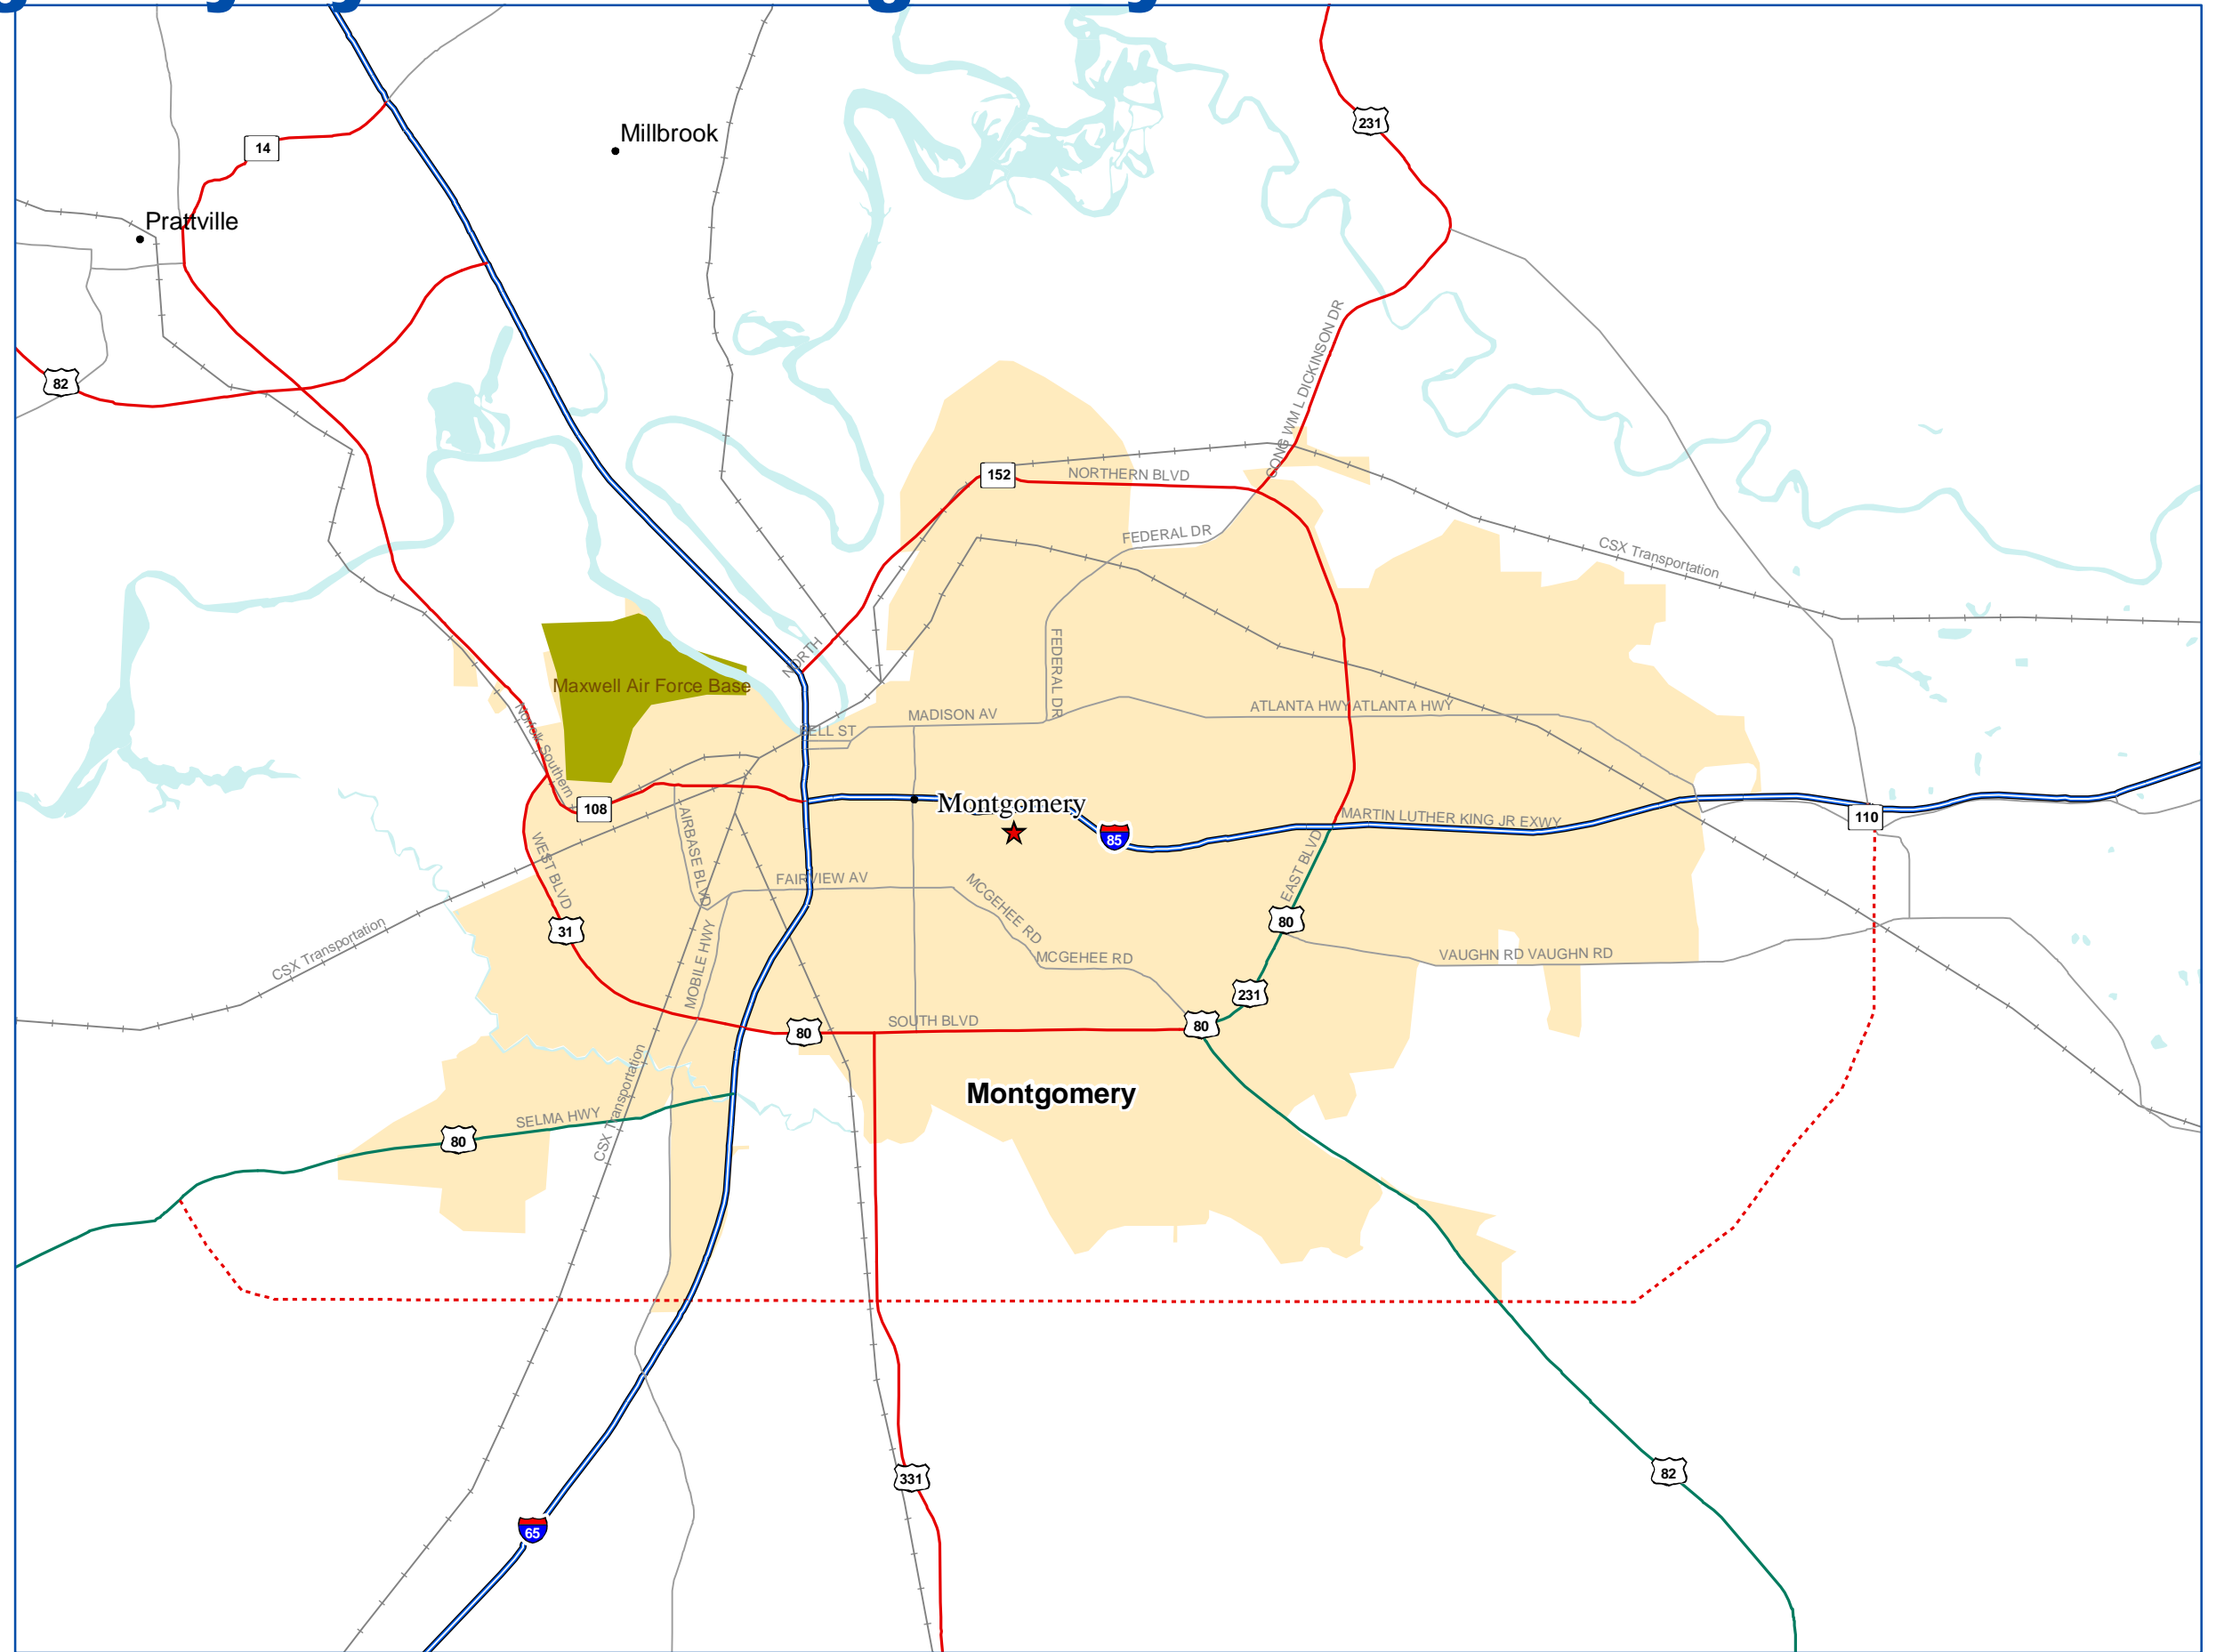 231
Millbrook
14
Prattville
CONG WM L DICKINSON DR
82
152
NORTHERN BLVD
FEDERAL DR
CSX Transportation
NORTH
FEDERAL DR
Maxwell Air Force Base
Norfolk Southern
MADISON AV
ATLANTA HWY ATLANTA HWY
BELL ST
108
Montgomery
85
MARTIN LUTHER KING JR EXWY
110
AIRBASE BLVD
WEST BLVD
EAST BLVD
FAIRVIEW AV
MCGEHEE RD
31
80
CSX Transportation
MOBILE HWY
MCGEHEE RD
VAUGHN RD VAUGHN RD
231
80
SOUTH BLVD
80
CSX Transportation
Montgomery
SELMA HWY
80
82
331
65